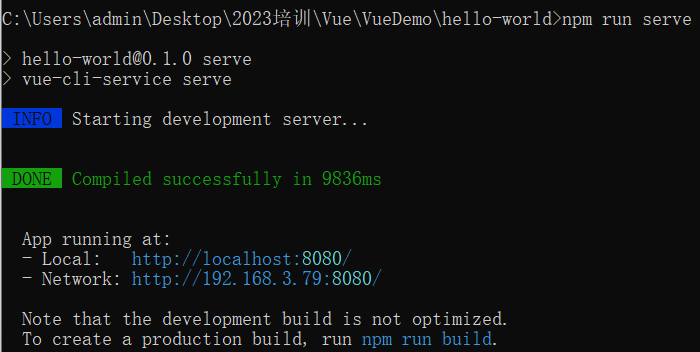 C:\Users\admin\Desktop\2023培训\Vue\VueDemo\hello-world>npm run serve
> hello-world@0.1.0 serve
> vue-cli-service serve
INFO Starting development server...
DONE Compiled successfully in 9836ms
App running at:
- Local: http://localhost:8080/
- Network: http://192.168.3.79:8080/
Note that the development build is not optimized.
To create a production build, run npm run build.